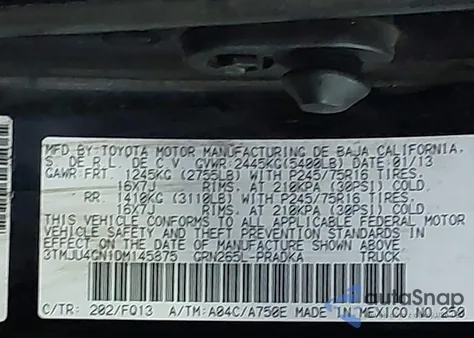 MFD BY:TOYOTA MOTOR MANUFACTURING DE BAJA CALIFORNIA,
S. DE R.L. DE C.V. GVWR:2445KG(5400LB) DATE:01/13
GAWR:FRT. 1245KG (2755LB) WITH P245/75R16 TIRES,
16X7J RIMS, AT 210KPA (30PSI) COLD.
RR. 1410KG (3110LB) WITH P245/75R16 TIRES,
16X7J RIMS, AT 210KPA (30PSI) COLD.
THIS VEHICLE CONFORMS TO ALL APPLICABLE FEDERAL MOTOR
VEHICLE SAFETY STANDARDS IN
EFFECT ON THE DATE OF MANUFACTURE SHOWN ABOVE.
3TMJU4GN1DM145875 GRN265L-PRADKA TRUCK
C/TR: 202/FQ13 A/TM:A04C/A750E MADE IN MEXICO NO 250
autoSnap